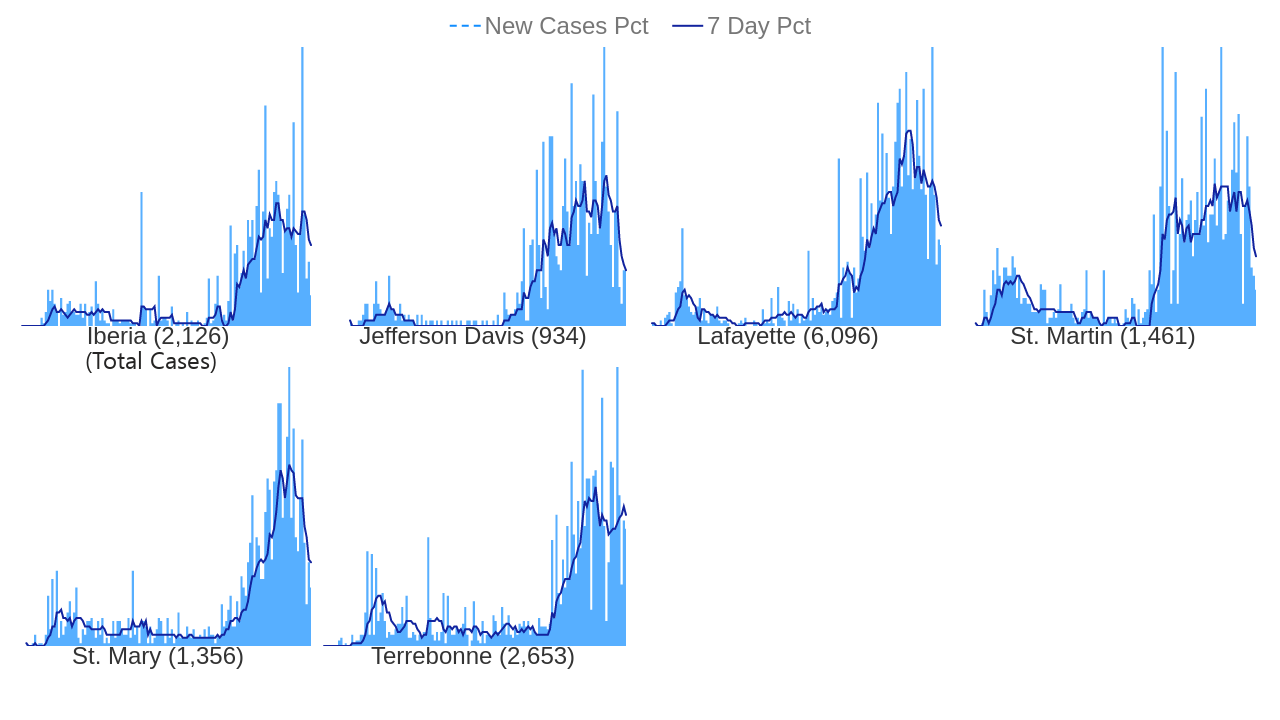 New Cases Pct 7 Day Pct
Iberia (2,126) Jefferson Davis (934) Lafayette (6,096) St. Martin (1,461)
(Total Cases)
St. Mary (1,356) Terrebonne (2,653)